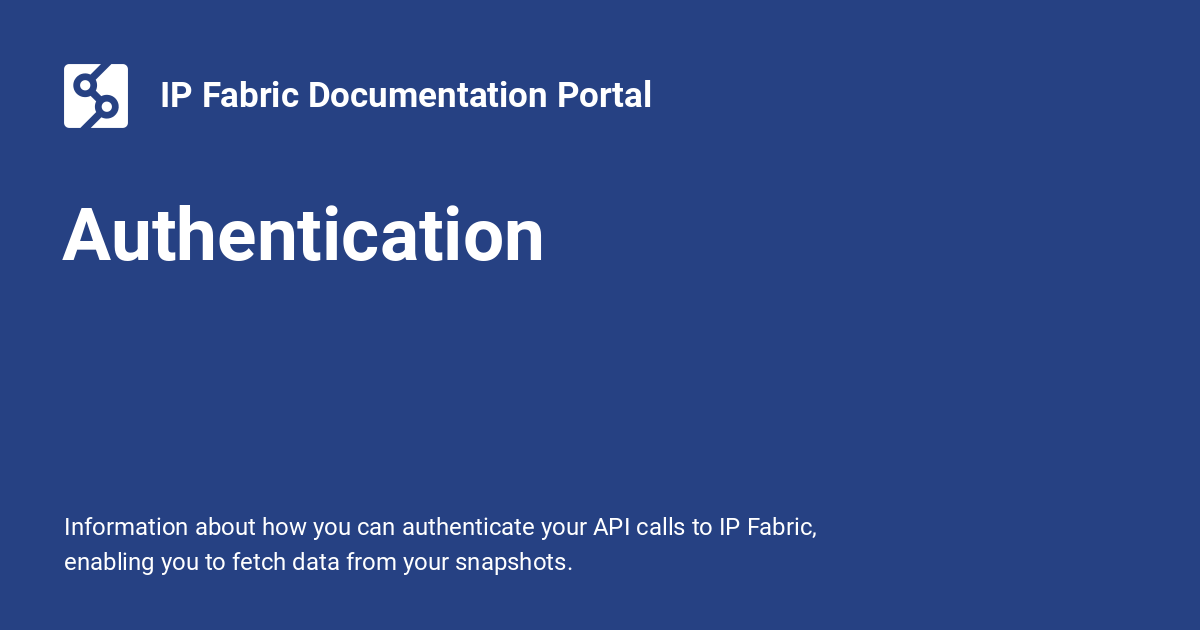 IP Fabric Documentation Portal
Authentication
Information about how you can authenticate your API calls to IP Fabric,
enabling you to fetch data from your snapshots.